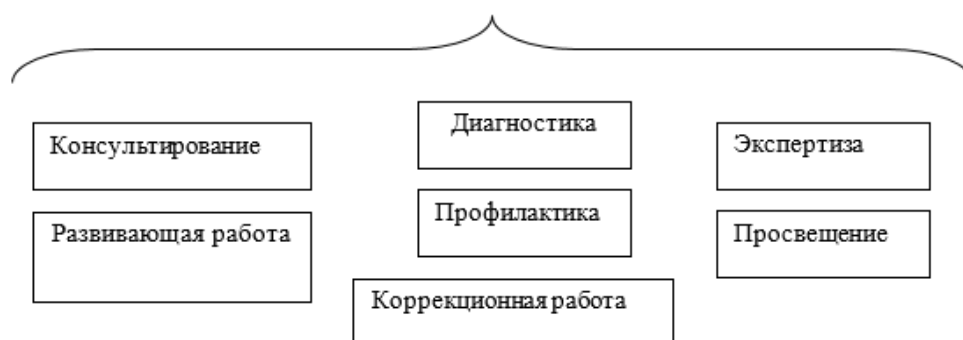 Диагностика
Консультирование
Экспертиза
Профилактика
Развивающая работа
Просвещение
Коррекционная работа